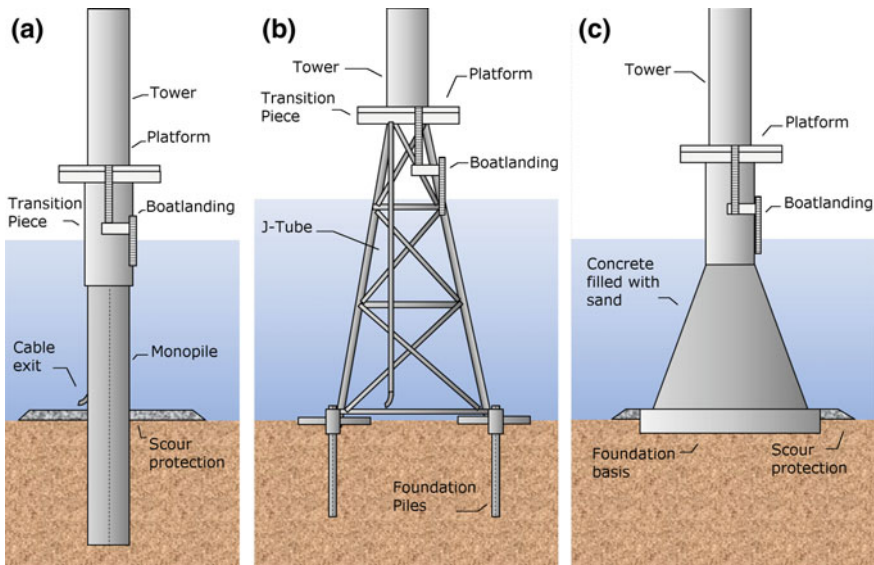 (a)
Tower
Platform
Transition
Piece
Boatlanding
Cable
exit
Monopile
Scour
protection
(b)
Tower
Platform
Transition
Piece
Boatlanding
J-Tube
Foundation
Piles
(c)
Tower
Platform
Boatlanding
Concrete
filled with
sand
Foundation
basis
Scour
protection